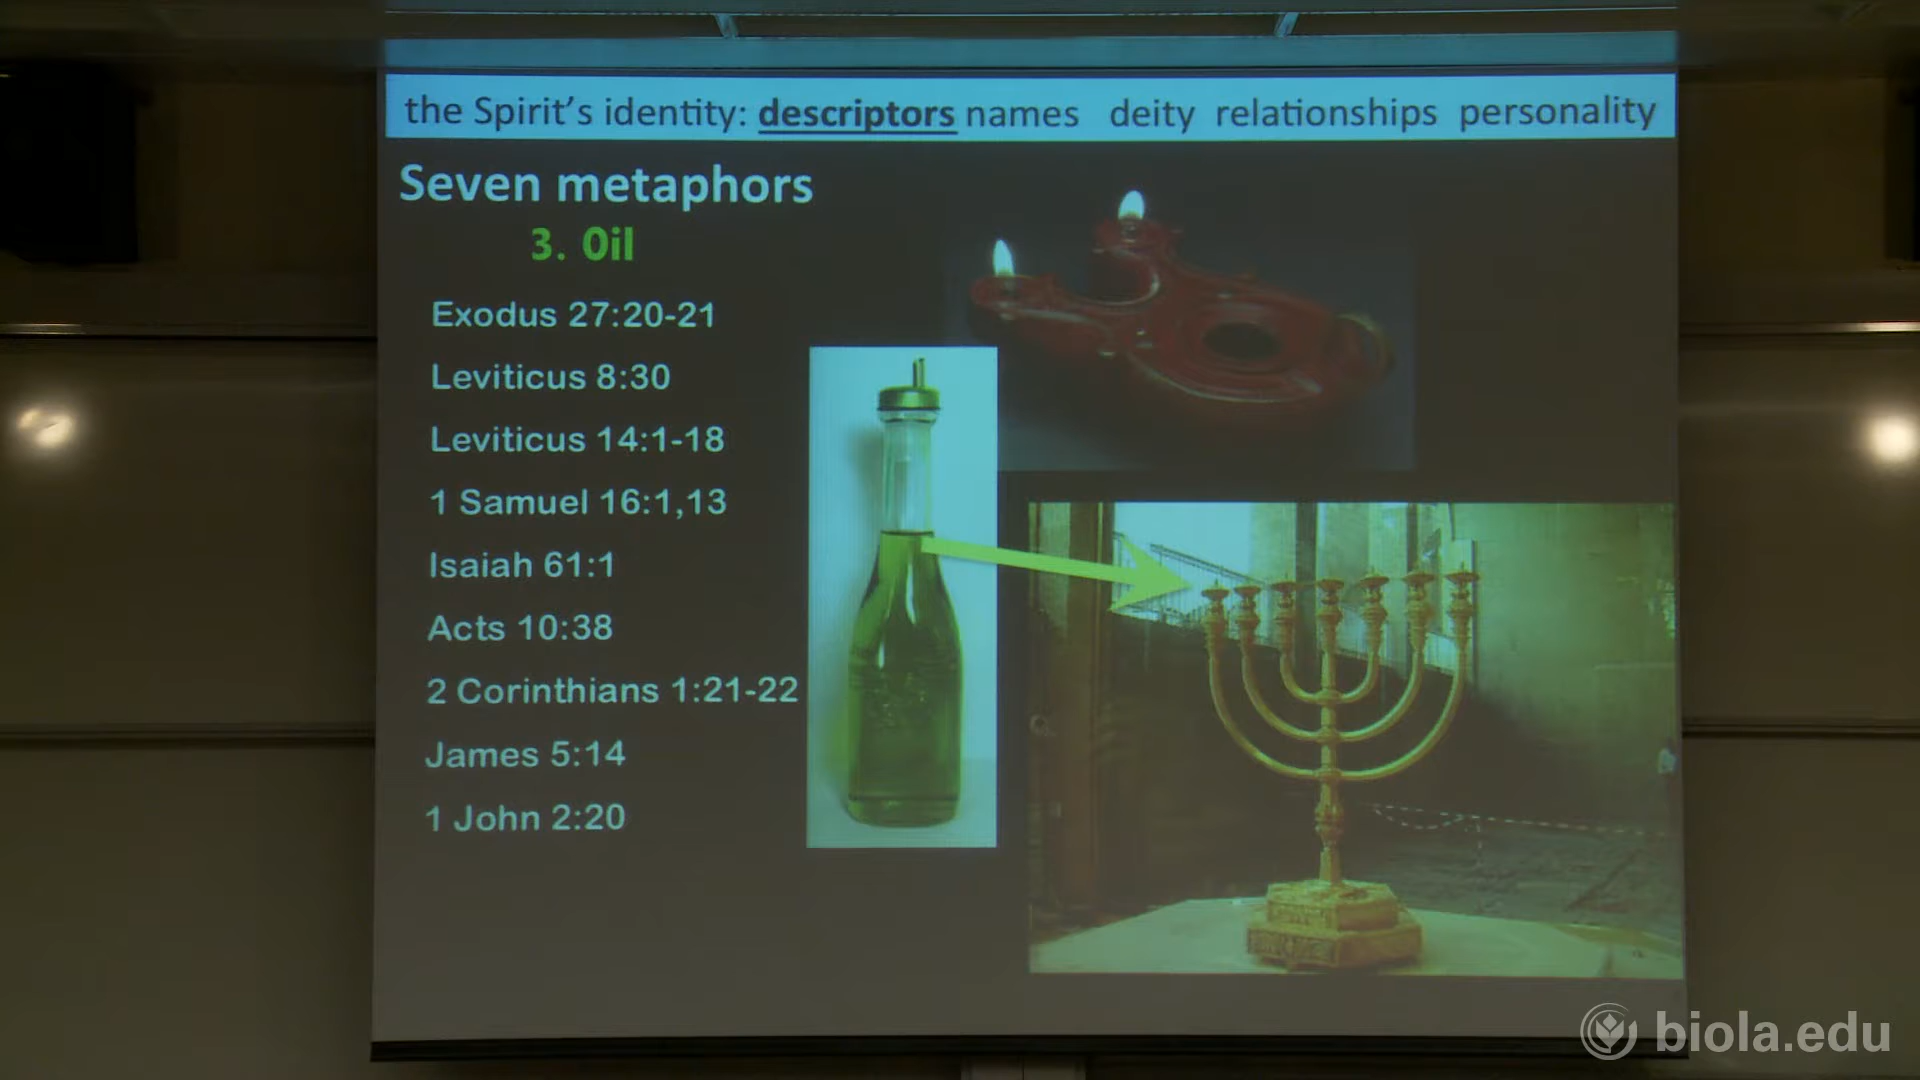 the Spirit's identity: descriptors names deity relationships personality
Seven metaphors
3. Oil
Exodus 27:20-21
Leviticus 8:30
Leviticus 14:1-18
1 Samuel 16:1,13
Isaiah 61:1
Acts 10:38
2 Corinthians 1:21-22
James 5:14
1 John 2:20
biola.edu